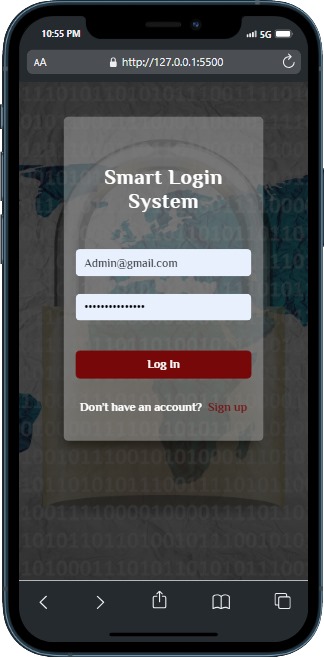 10:55 PM
5G
AA
http://127.0.0.1:5500
Smart Login
System
Admin@gmail.com
•••••••••••••••
Log In
Don't have an account? Sign up